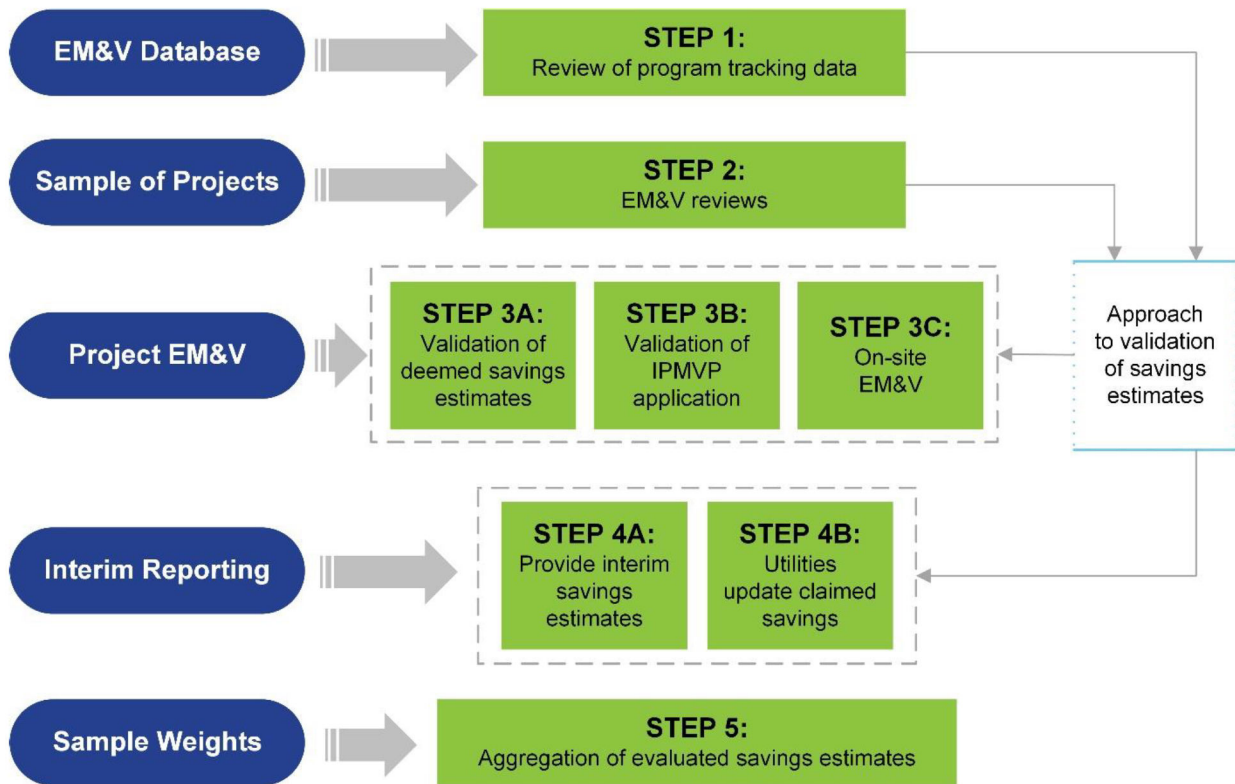 EM&V Database
STEP 1:
Review of program tracking data
Sample of Projects
STEP 2:
EM&V reviews
Project EM&V
STEP 3A:
Validation of
deemed savings
estimates
STEP 3B:
Validation of
IPMVP
application
STEP 3C:
On-site
EM&V
Approach
to validation
of savings
estimates
Interim Reporting
STEP 4A:
Provide interim
savings
estimates
STEP 4B:
Utilities
update claimed
savings
Sample Weights
STEP 5:
Aggregation of evaluated savings estimates